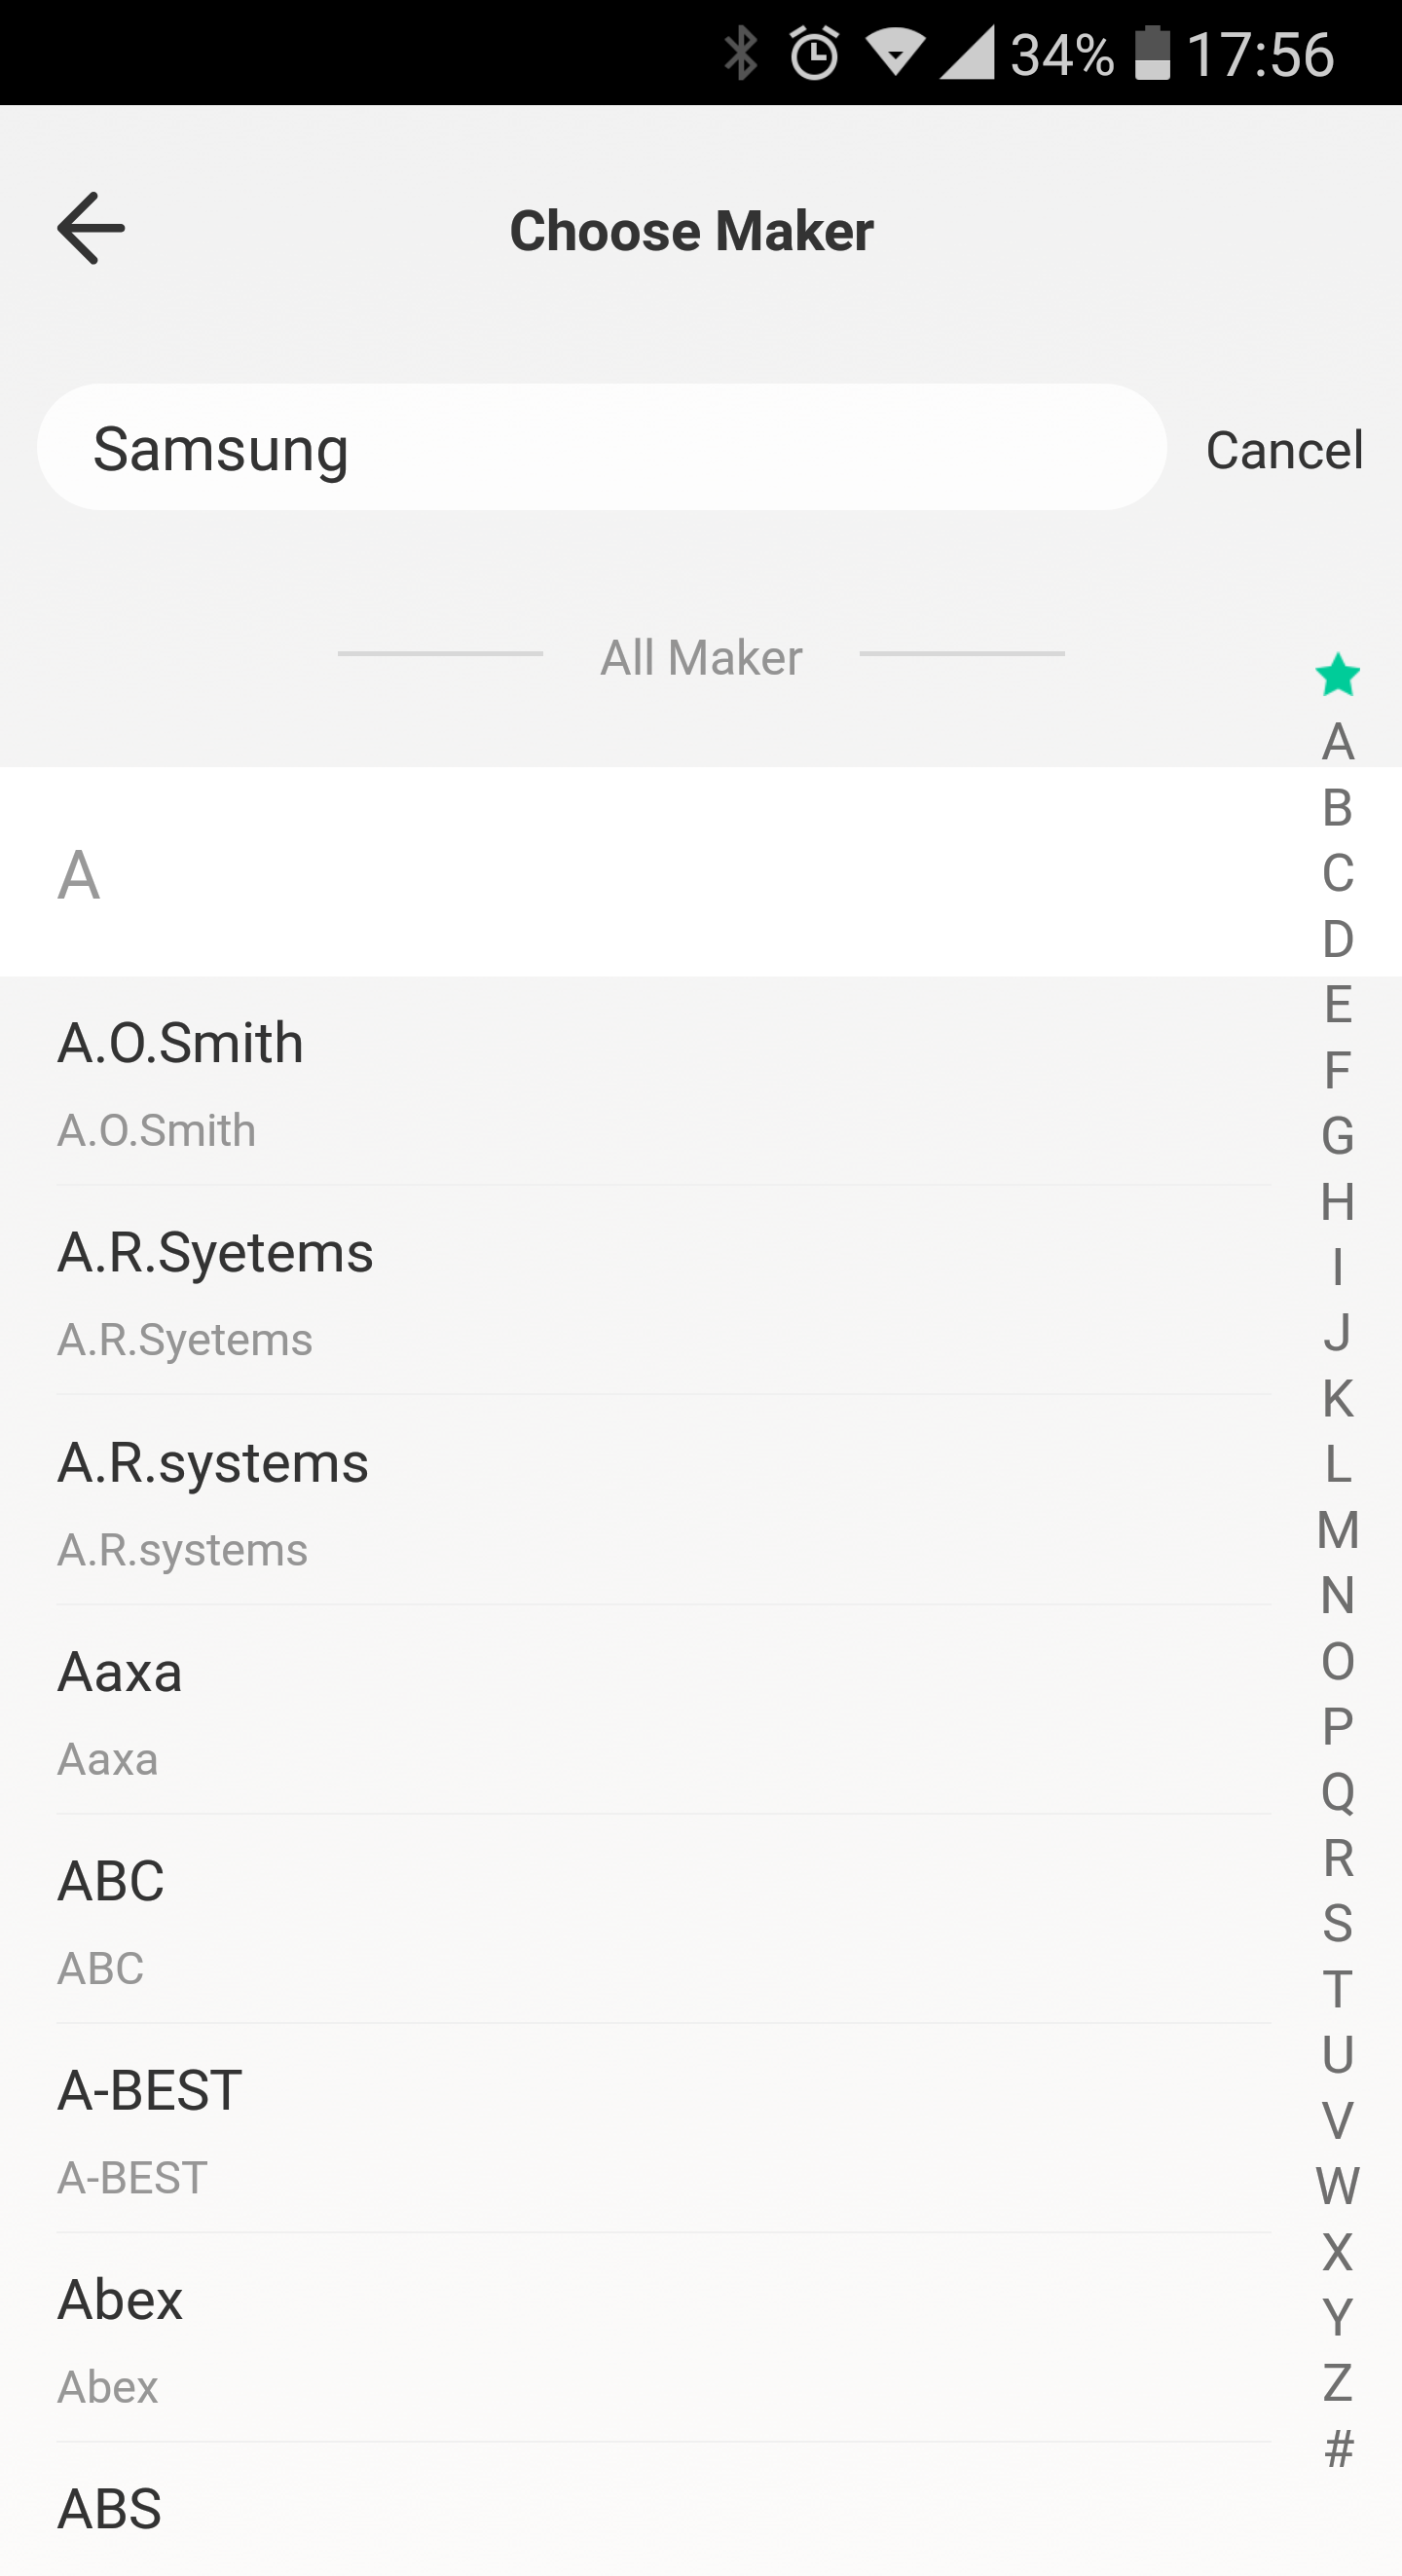 34% 17:56
Choose Maker
Samsung
Cancel
All Maker
A
A.O.Smith
A.O.Smith
A.R.Syetems
A.R.Syetems
A.R.systems
A.R.systems
Aaxa
Aaxa
ABC
ABC
A-BEST
A-BEST
Abex
Abex
ABS
A
B
C
D
E
F
G
H
I
J
K
L
M
N
O
P
Q
R
S
T
U
V
W
X
Y
Z
#